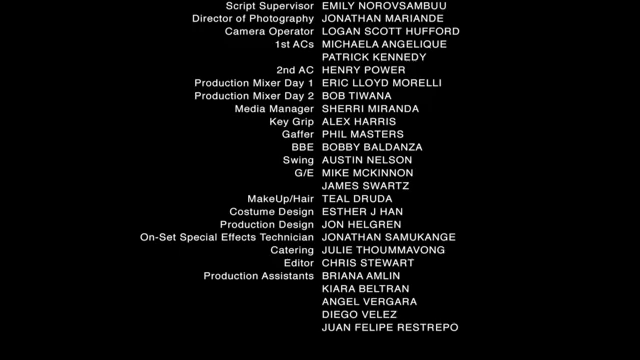 Script Supervisor EMILY NOROVSAMBUU
Director of Photography JONATHAN MARIANDE
Camera Operator LOGAN SCOTT HUFFORD
1st ACs MICHAELA ANGELIQUE
PATRICK KENNEDY
2nd AC HENRY POWER
Production Mixer Day 1 ERIC LLOYD MORELLI
Production Mixer Day 2 BOB TIWANA
Media Manager SHERRI MIRANDA
Key Grip ALEX HARRIS
Gaffer PHIL MASTERS
BBE BOBBY BALDANZA
Swing AUSTIN NELSON
G/E MIKE MCKINNON
JAMES SWARTZ
MakeUp/Hair TEAL DRUDA
Costume Design ESTHER J HAN
Production Design JON HELGREN
On-Set Special Effects Technician JONATHAN SAMUKANGE
Catering JULIE THOUMMAVONG
Editor CHRIS STEWART
Production Assistants BRIANA AMLIN
KIARA BELTRAN
ANGEL VERGARA
DIEGO VELEZ
JUAN FELIPE RESTREPO